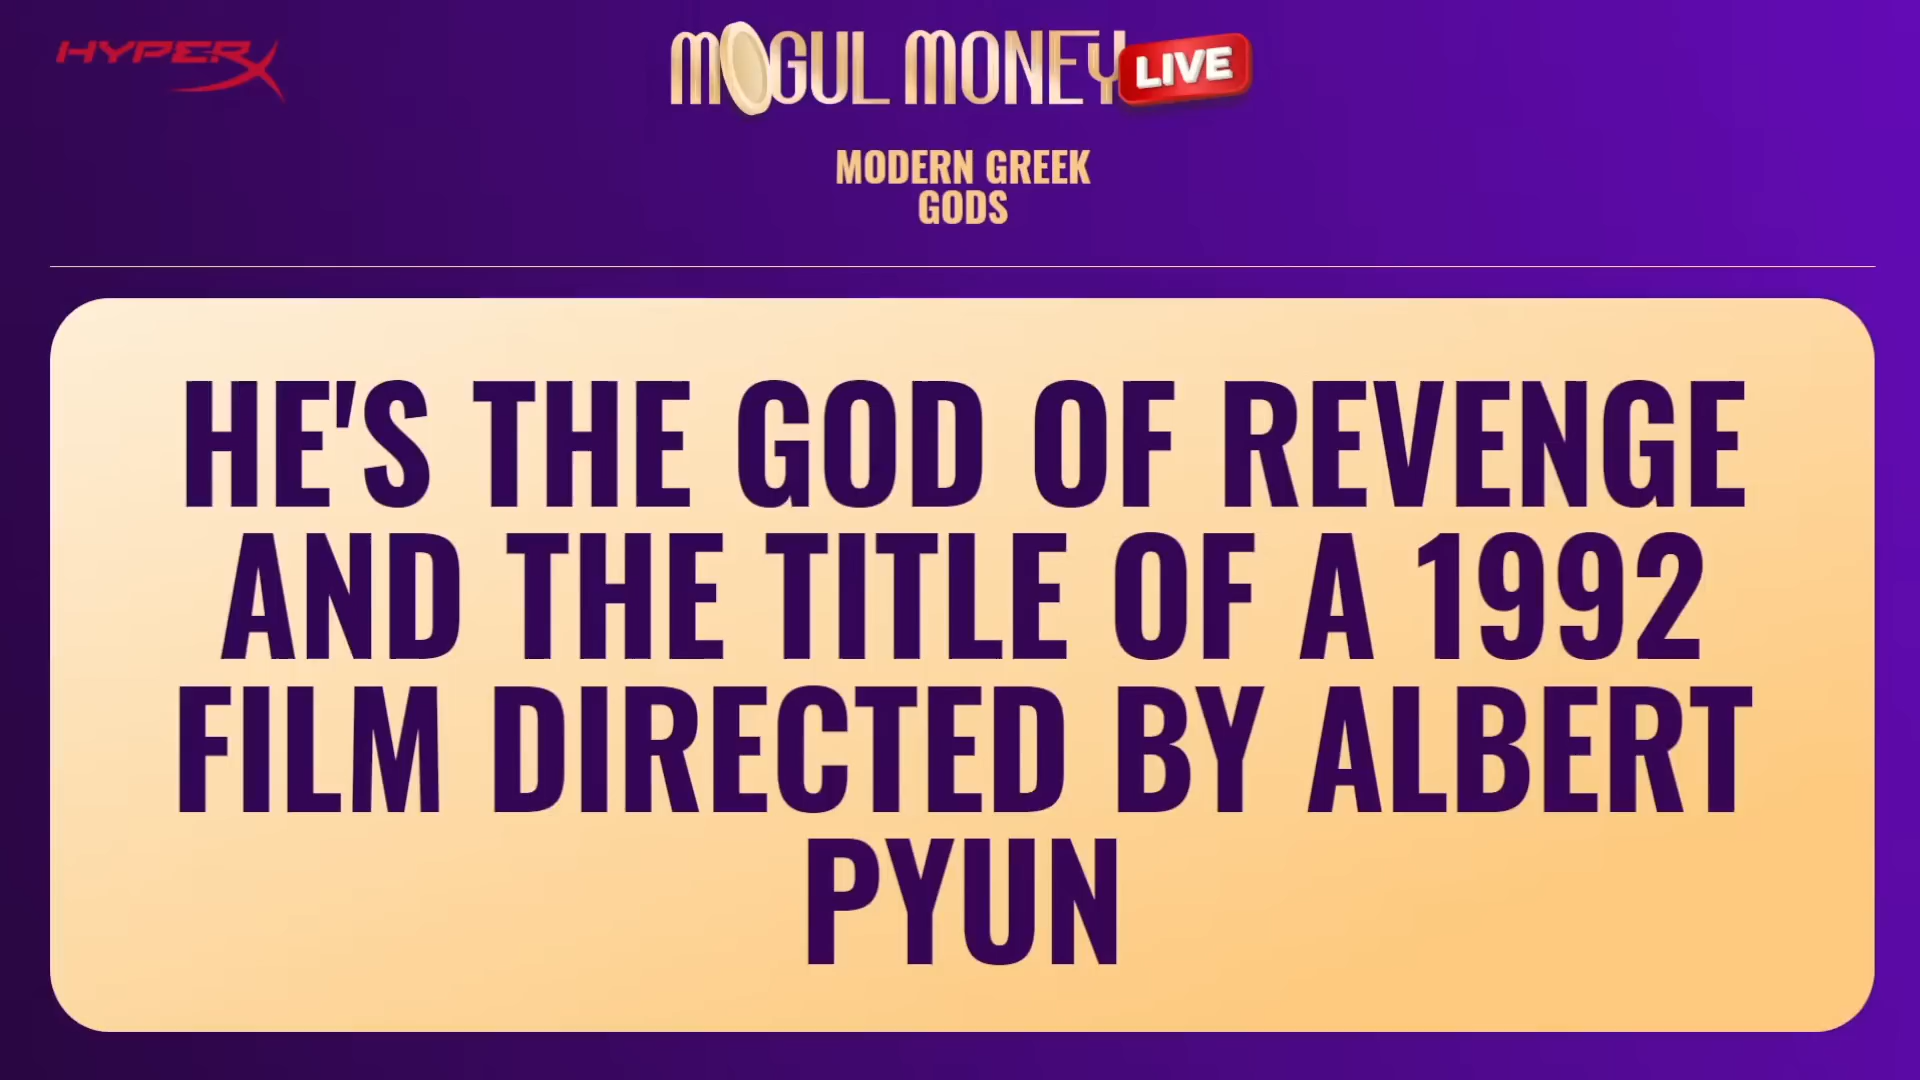 HYPERX
MOGUL MONEY LIVE
MODERN GREEK
GODS
HE'S THE GOD OF REVENGE
AND THE TITLE OF A 1992
FILM DIRECTED BY ALBERT
PYUN